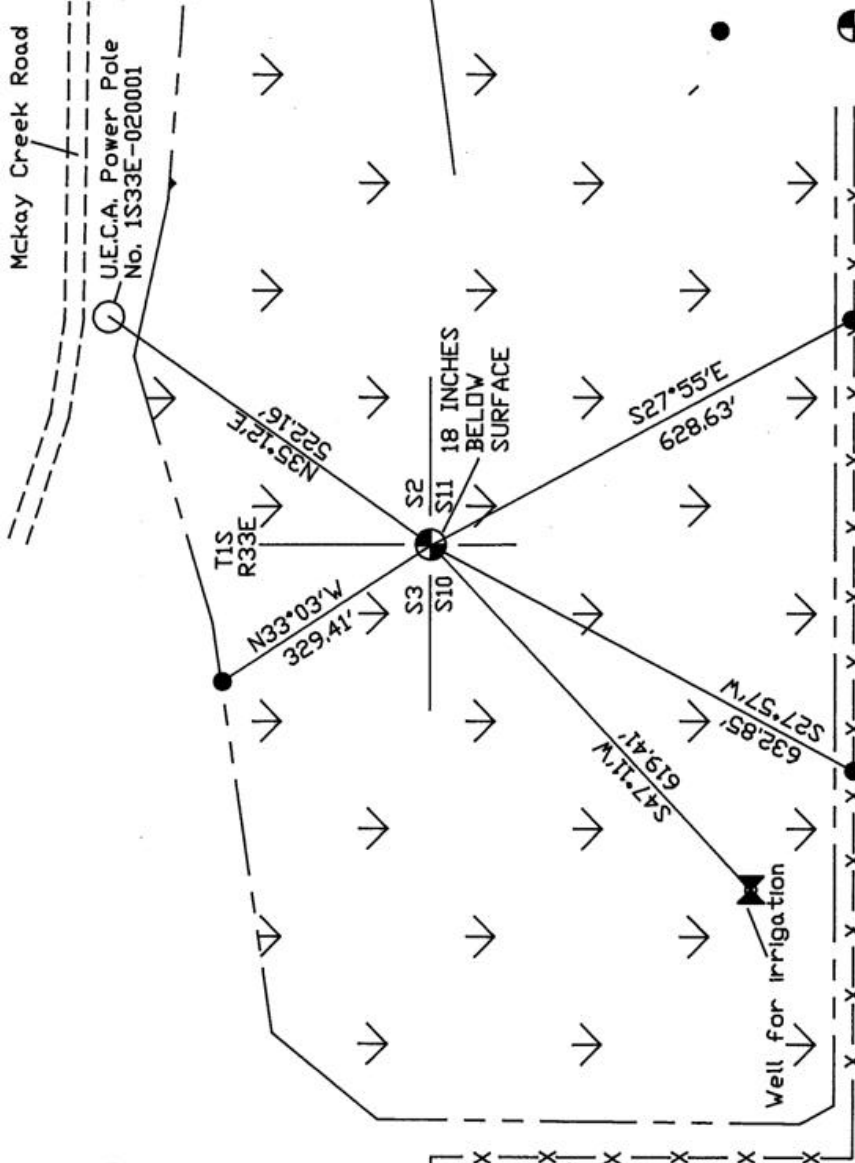 Mckay Creek Road
U.E.C.A. Power Pole
No. 1S33E-020001
N35°12'E
522.16'
T1S
R33E
N33°03'W
329.41'
S3
S2
S10
S11
18 INCHES
BELOW
SURFACE
S27°55'E
628.63'
S47°11'W
619.41'
S27°57'W
632.85'
Well for irrigation